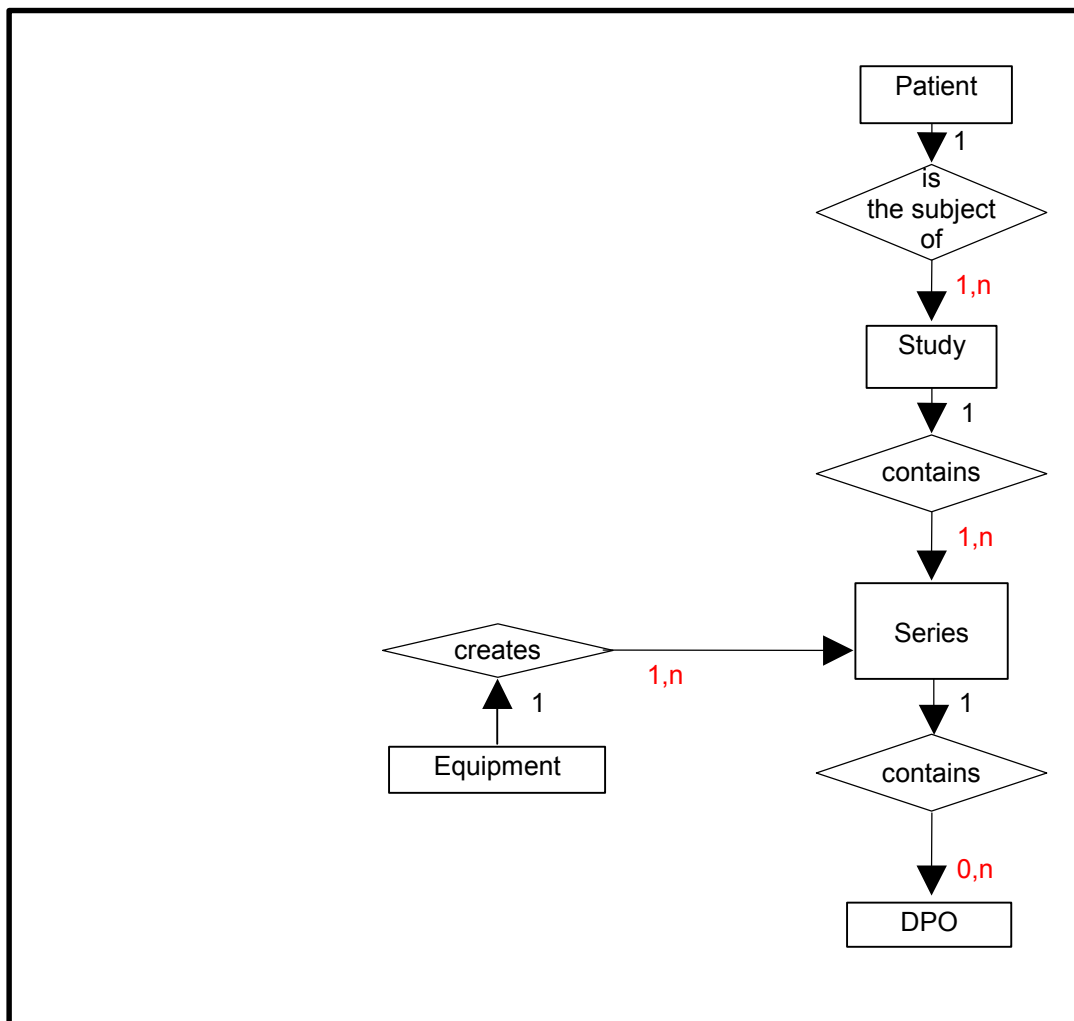 Patient
1
is
the subject
of
1,n
Study
1
contains
1,n
Series
creates
1,n
1
1
Equipment
contains
0,n
DPO